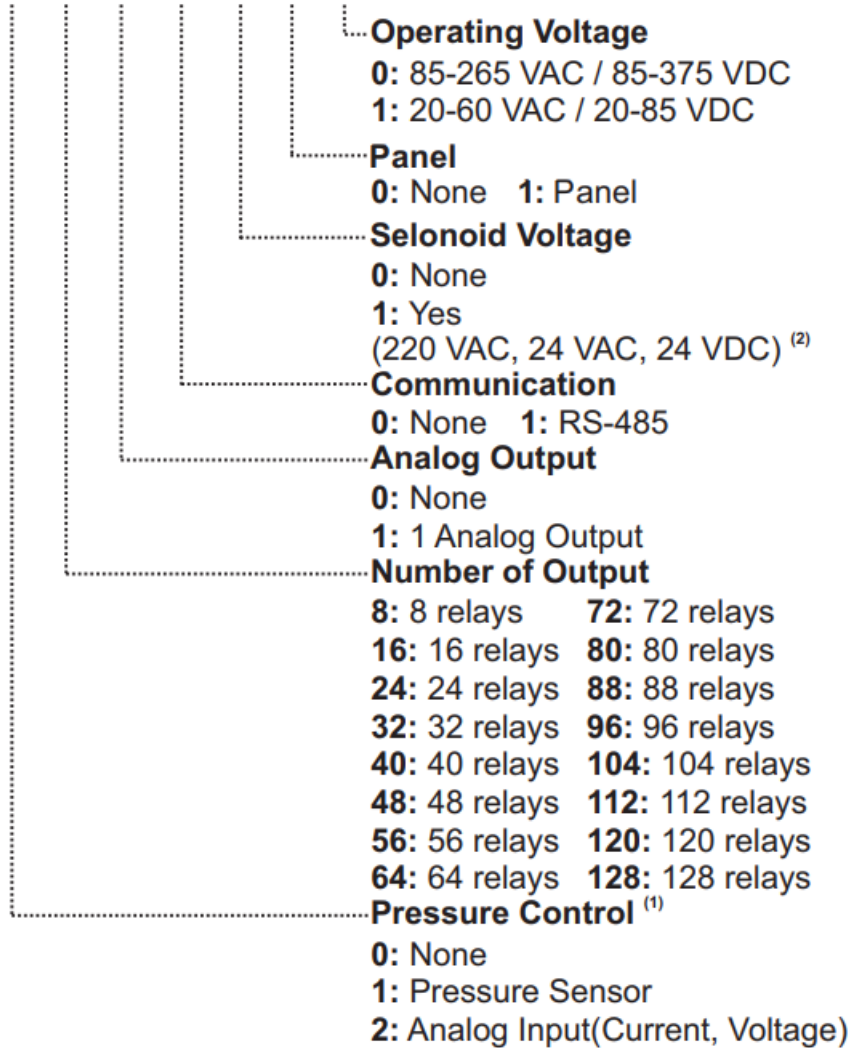 Operating Voltage
0: 85-265 VAC / 85-375 VDC
1: 20-60 VAC / 20-85 VDC
Panel
0: None 1: Panel
Selonoid Voltage
0: None
1: Yes
(220 VAC, 24 VAC, 24 VDC) (2)
Communication
0: None 1: RS-485
Analog Output
0: None
1: 1 Analog Output
Number of Output
8: 8 relays 72: 72 relays
16: 16 relays 80: 80 relays
24: 24 relays 88: 88 relays
32: 32 relays 96: 96 relays
40: 40 relays 104: 104 relays
48: 48 relays 112: 112 relays
56: 56 relays 120: 120 relays
64: 64 relays 128: 128 relays
Pressure Control (1)
0: None
1: Pressure Sensor
2: Analog Input(Current, Voltage)